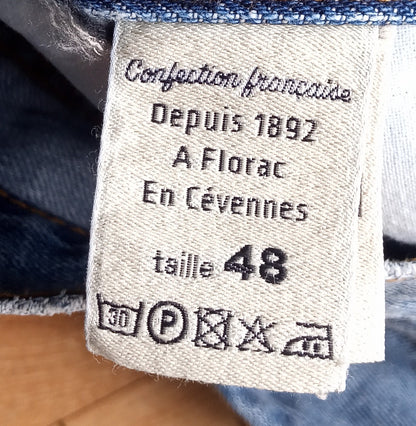 Confection française
Depuis 1892
A Florac
En Cévennes
taille 48
30 P